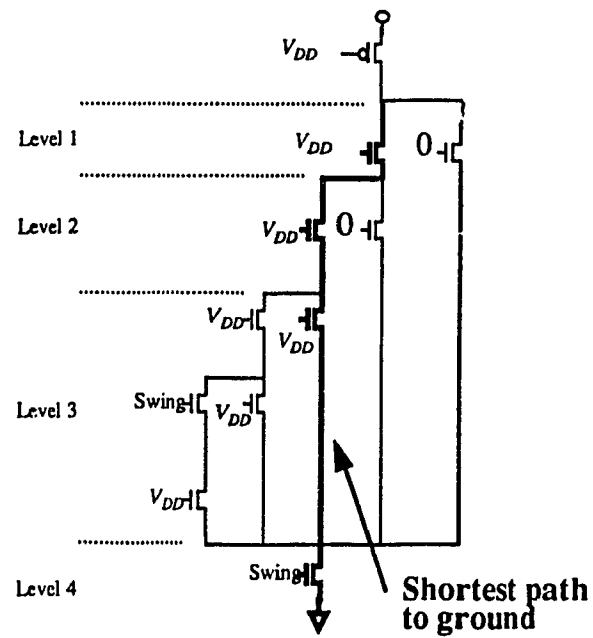 V_DD
Level 1
V_DD
0
Level 2
V_DD
0
V_DD
V_DD
Level 3
Swing
V_DD
V_DD
Swing
Level 4
Shortest path
to ground